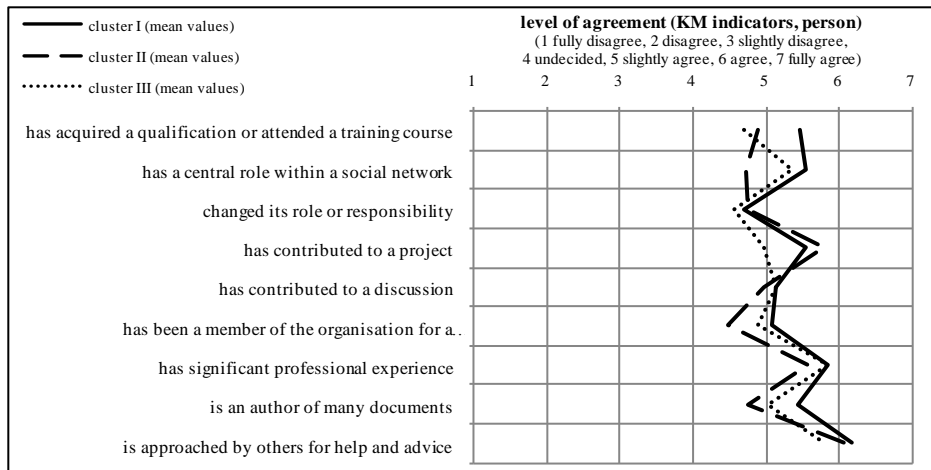 cluster I (mean values)
cluster II (mean values)
cluster III (mean values)
level of agreement (KM indicators, person)
(1 fully disagree, 2 disagree, 3 slightly disagree,
4 undecided, 5 slightly agree, 6 agree, 7 fully agree)
1 2 3 4 5 6 7
has acquired a qualification or attended a training course
has a central role within a social network
changed its role or responsibility
has contributed to a project
has contributed to a discussion
has been a member of the organisation for a..
has significant professional experience
is an author of many documents
is approached by others for help and advice